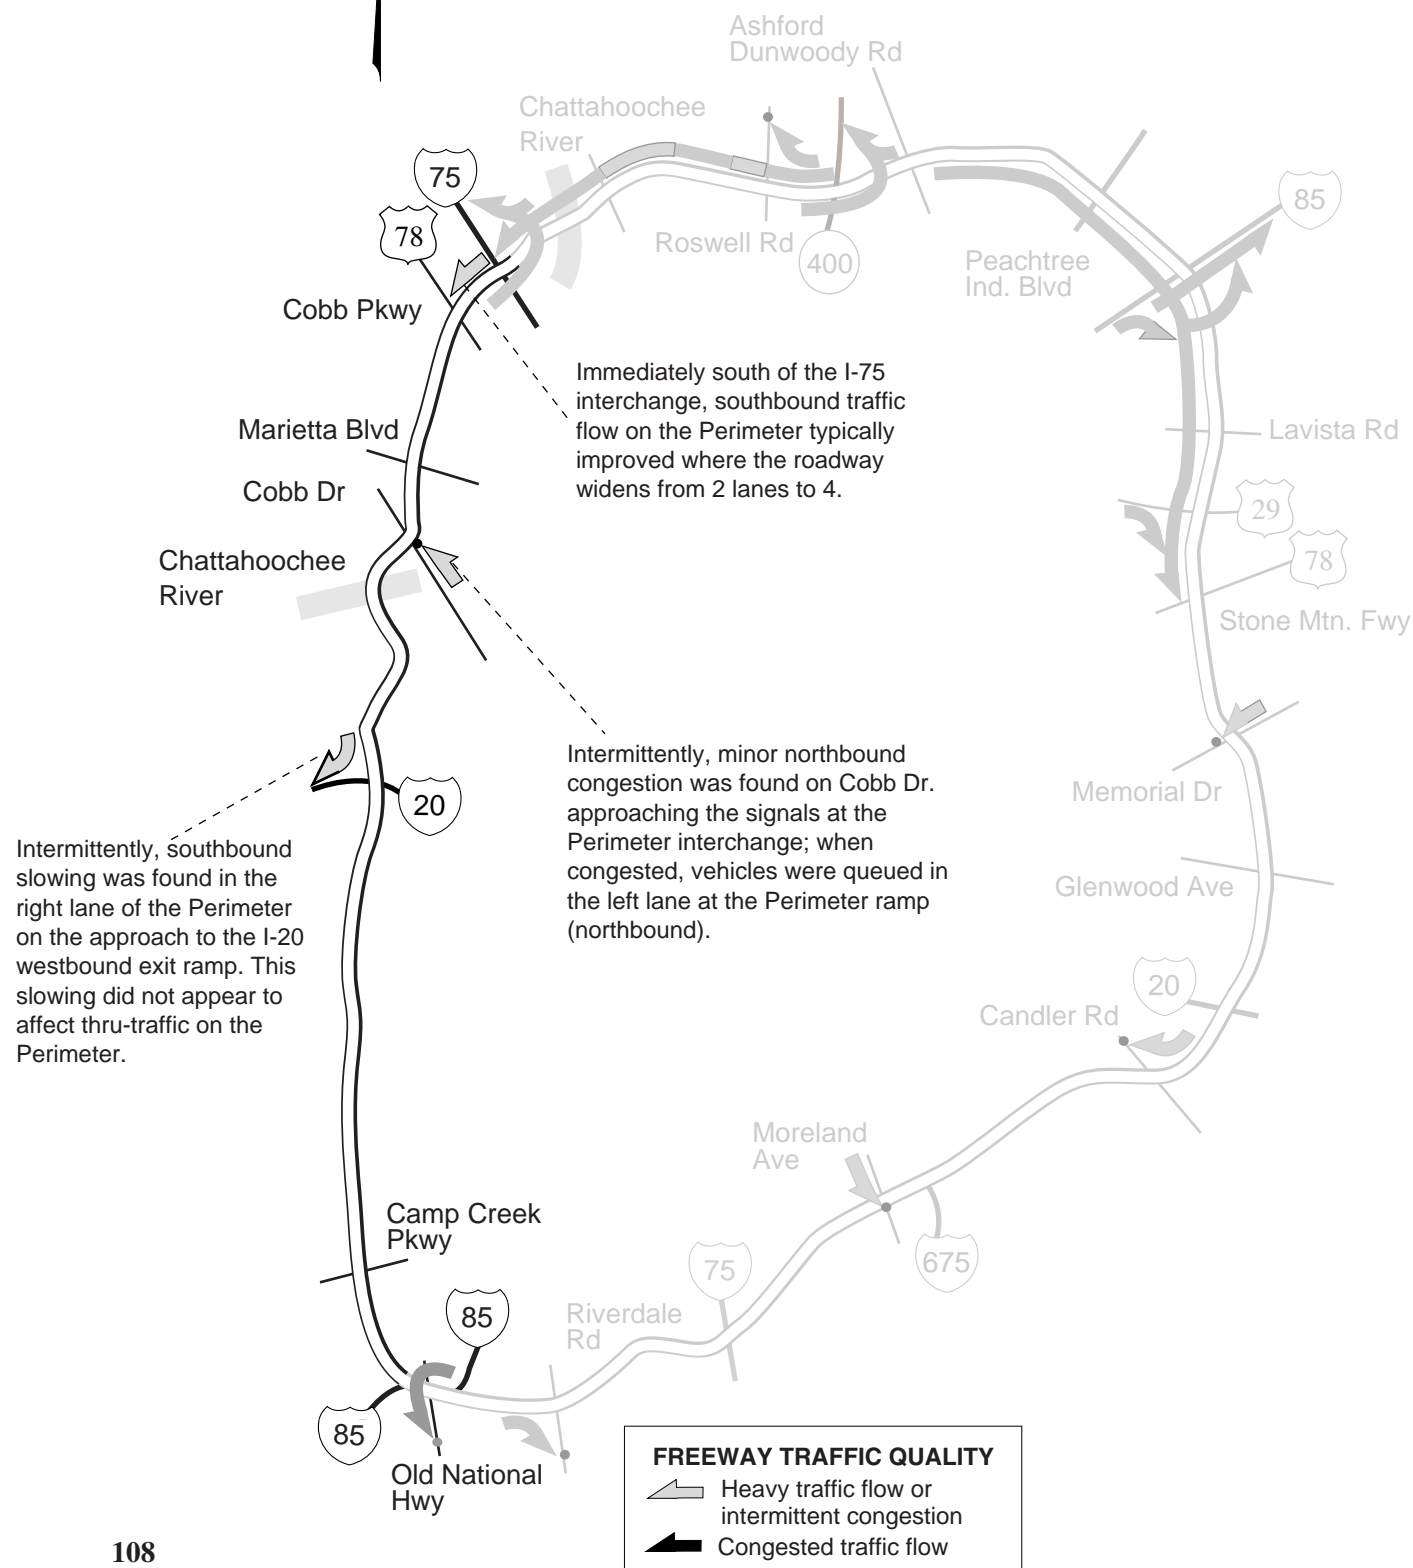 Ashford
Dunwoody Rd
Chattahoochee
River
75
78
85
Roswell Rd
400
Peachtree
Ind. Blvd
Cobb Pkwy
Immediately south of the I-75
interchange, southbound traffic
flow on the Perimeter typically
improved where the roadway
widens from 2 lanes to 4.
Marietta Blvd
Lavista Rd
Cobb Dr
29
Chattahoochee
River
78
Stone Mtn. Fwy
Intermittently, minor northbound
congestion was found on Cobb Dr.
approaching the signals at the
Perimeter interchange; when
congested, vehicles were queued in
the left lane at the Perimeter ramp
(northbound).
Memorial Dr
20
Intermittently, southbound
slowing was found in the
right lane of the Perimeter
on the approach to the I-20
westbound exit ramp. This
slowing did not appear to
affect thru-traffic on the
Perimeter.
Glenwood Ave
20
Candler Rd
Moreland
Ave
Camp Creek
Pkwy
675
75
85
Riverdale
Rd
85
Old National
Hwy
FREEWAY TRAFFIC QUALITY
Heavy traffic flow or
intermittent congestion
Congested traffic flow
108